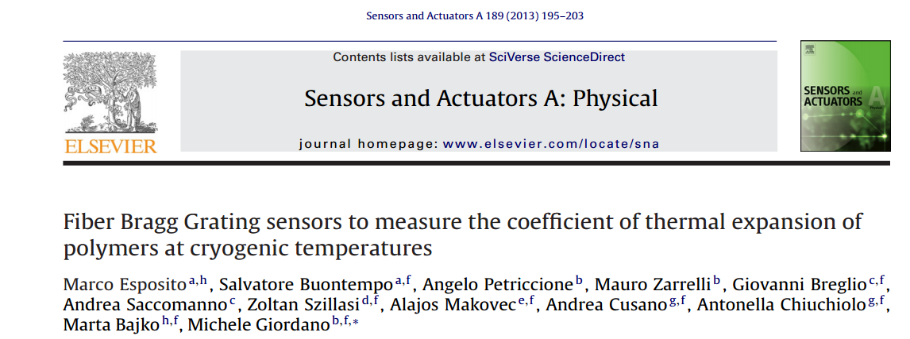 Sensors and Actuators A 189 (2013) 195–203
Contents lists available at SciVerse ScienceDirect
Sensors and Actuators A: Physical
journal homepage: www.elsevier.com/locate/sna
ELSEVIER
SENSORS and
ACTUATORS A
Fiber Bragg Grating sensors to measure the coefficient of thermal expansion of
polymers at cryogenic temperatures
Marco Esposito a,h, Salvatore Buontempo a,f, Angelo Petriccione b, Mauro Zarrelli b, Giovanni Breglio c,f,
Andrea Saccomanno c, Zoltan Szillasi d,f, Alajos Makovec e,f, Andrea Cusano g,f, Antonella Chiuchiolo g,f,
Marta Bajko h,f, Michele Giordano b,f,*